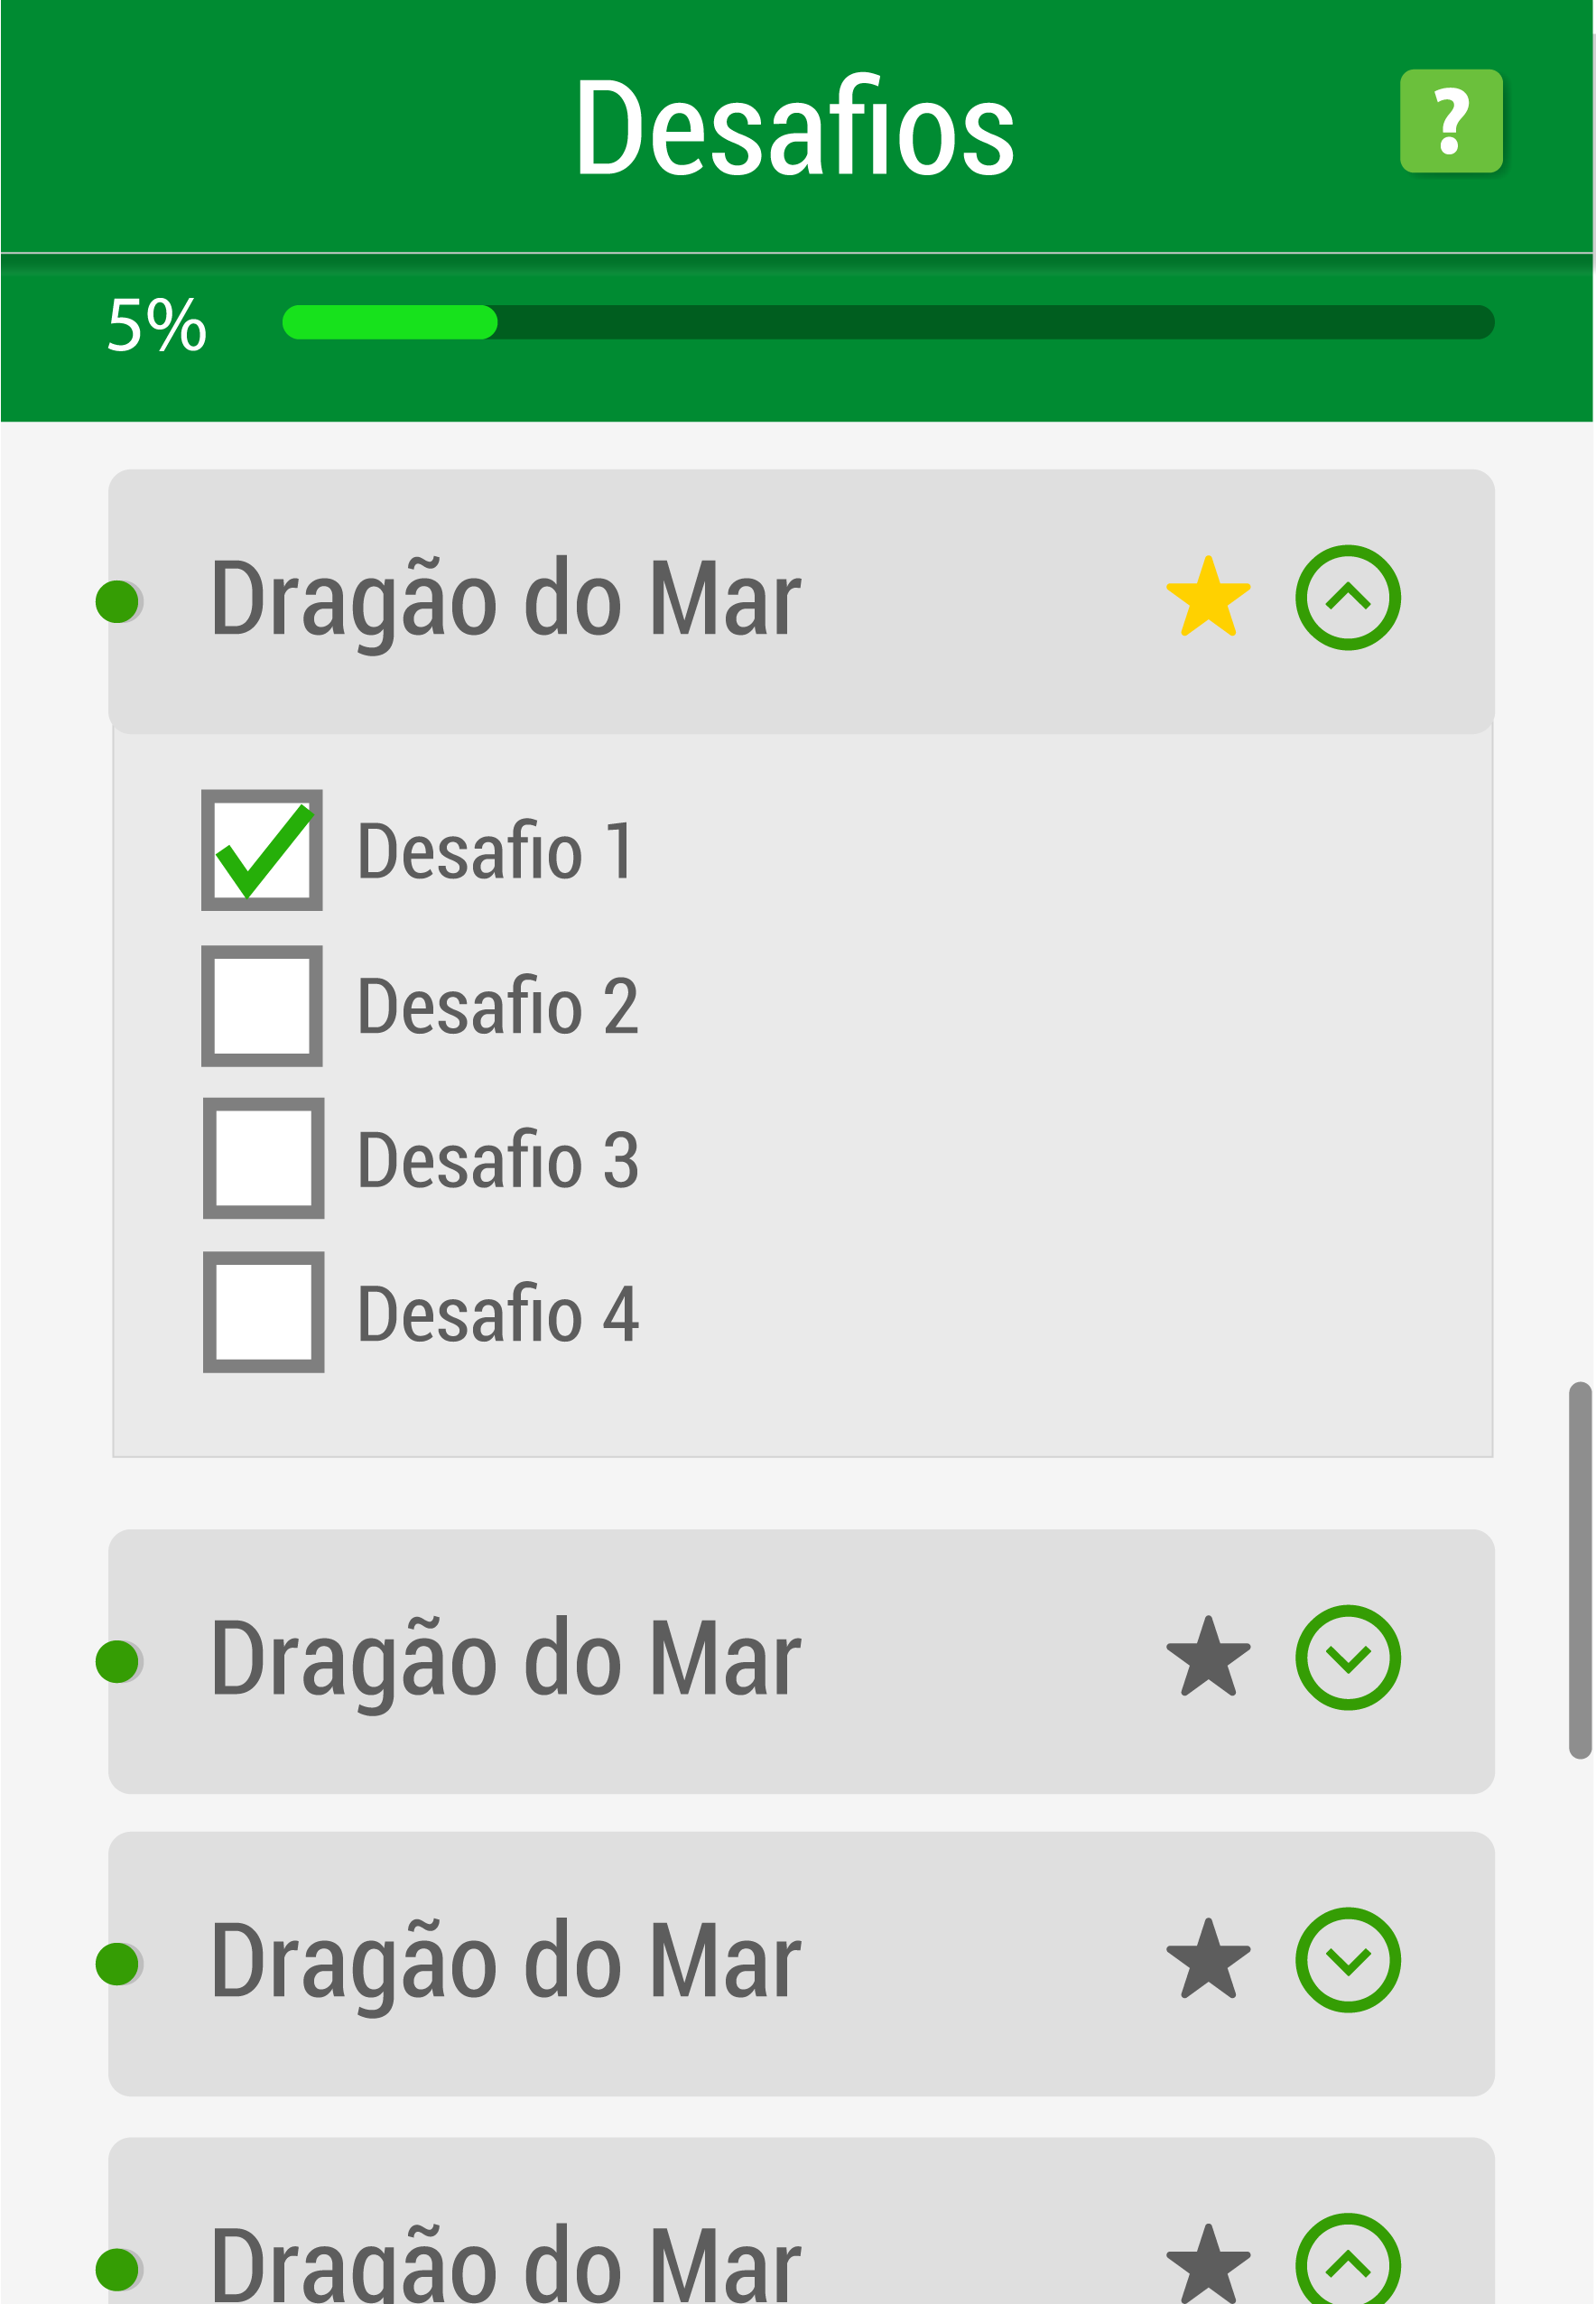 Desafios
?
5%
Dragão do Mar
Desafio 1
Desafio 2
Desafio 3
Desafio 4
Dragão do Mar
Dragão do Mar
Dragão do Mar